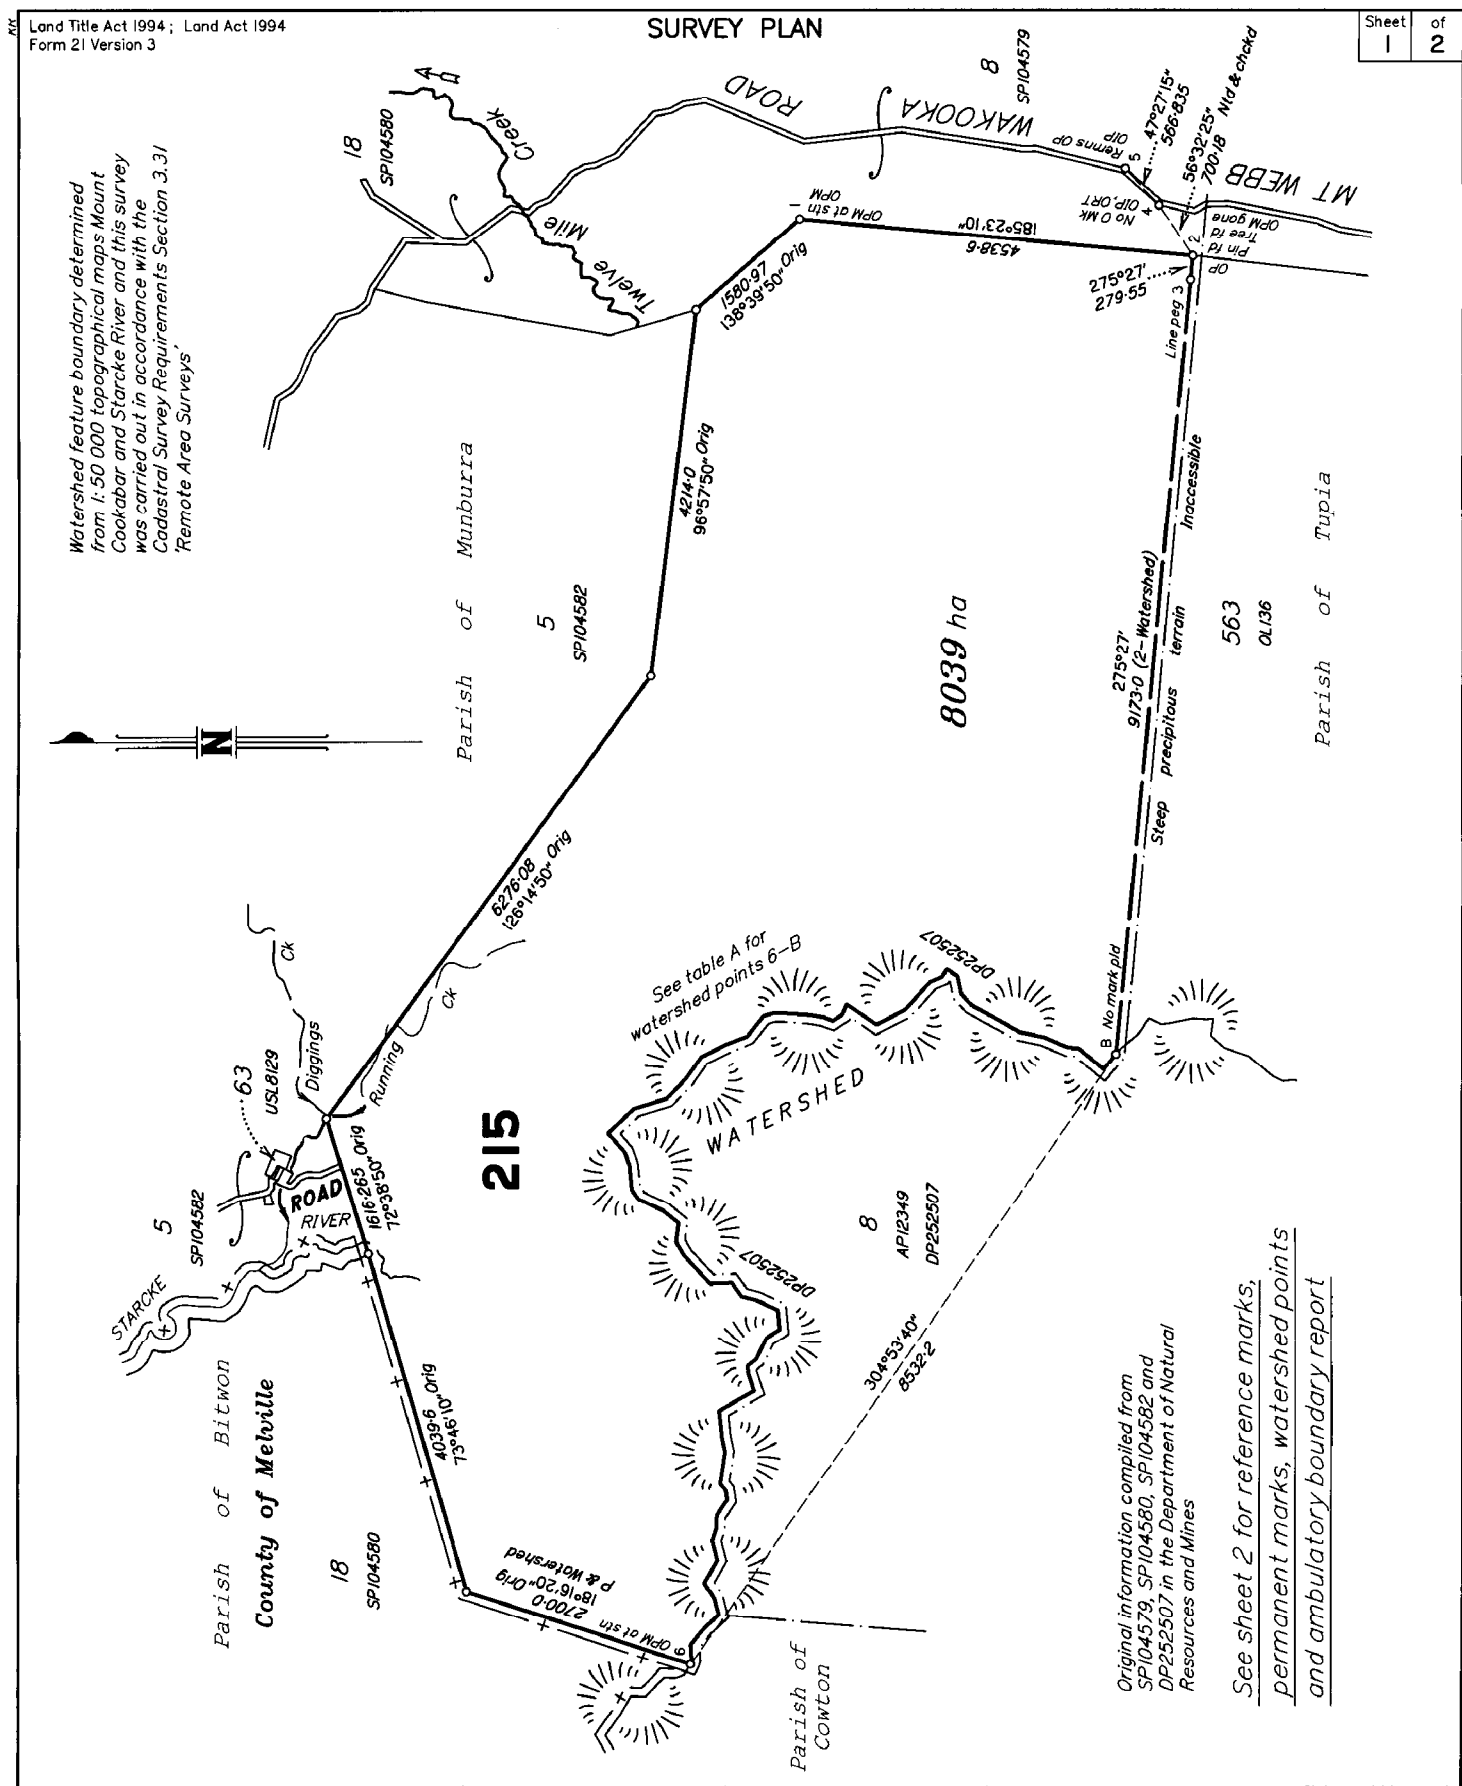 Land Title Act 1994 ; Land Act 1994
Form 21 Version 3
SURVEY PLAN
Sheet
1
of
2
Watershed feature boundary determined
from 1:50 000 topographical maps Mount
Cookabar and Starcke River and this survey
was carried out in accordance with the
Cadastral Survey Requirements Section 3.31
'Remote Area Surveys'
N
18
SP104580
Creek
Mile
Twelve
ROAD
WAKOOKA
8
SP104579
MT WEBB
Remns OP
OIP
5
47°27'15"
566·835
56°32'25"
700·18 Nld & chckd
4
No O Mk
OIP, ORT
OPM gone
Tree fd
Pin fd
2
OP
1
OPM at stn
OPM
185°23'10"
4538·6
275°27'
279·55
Line peg 3
1580·97
138°39'50" Orig
4214·0
96°57'50" Orig
Parish of Munburra
5
SP104582
8039 ha
275°27'
9173·0 (2-Watershed)
Steep precipitous terrain Inaccessible
563
OL136
Parish of Tupia
6276·08
126°14'50" Orig
Ck
Ck
Running
Diggings
63
USL8129
5
SP104582
ROAD
RIVER
STARCKE
1616·265
72°38'50" Orig
215
See table A for
watershed points 6-B
DP252507
WATERSHED
B No mark pld
8
AP12349
DP252507
DP252507
304°53'40"
8532·2
Parish of Bitwon
County of Melville
18
SP104580
4039·6
73°46'10" Orig
2700·0
18°16'20" Orig
P & Watershed
OPM at stn
6
Parish of
Cowton
Original information compiled from
SP104579, SP104580, SP104582 and
DP252507 in the Department of Natural
Resources and Mines
See sheet 2 for reference marks,
permanent marks, watershed points
and ambulatory boundary report